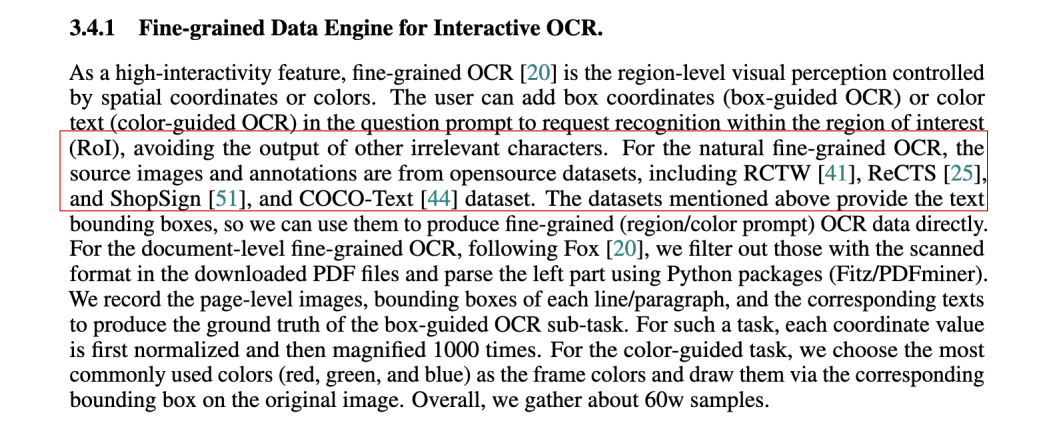 3.4.1 Fine-grained Data Engine for Interactive OCR.
As a high-interactivity feature, fine-grained OCR [20] is the region-level visual perception controlled
by spatial coordinates or colors. The user can add box coordinates (box-guided OCR) or color
text (color-guided OCR) in the question prompt to request recognition within the region of interest
(RoI), avoiding the output of other irrelevant characters. For the natural fine-grained OCR, the
source images and annotations are from opensource datasets, including RCTW [41], ReCTS [25],
and ShopSign [51], and COCO-Text [44] dataset. The datasets mentioned above provide the text
bounding boxes, so we can use them to produce fine-grained (region/color prompt) OCR data directly.
For the document-level fine-grained OCR, following Fox [20], we filter out those with the scanned
format in the downloaded PDF files and parse the left part using Python packages (Fitz/PDFminer).
We record the page-level images, bounding boxes of each line/paragraph, and the corresponding texts
to produce the ground truth of the box-guided OCR sub-task. For such a task, each coordinate value
is first normalized and then magnified 1000 times. For the color-guided task, we choose the most
commonly used colors (red, green, and blue) as the frame colors and draw them via the corresponding
bounding box on the original image. Overall, we gather about 60w samples.